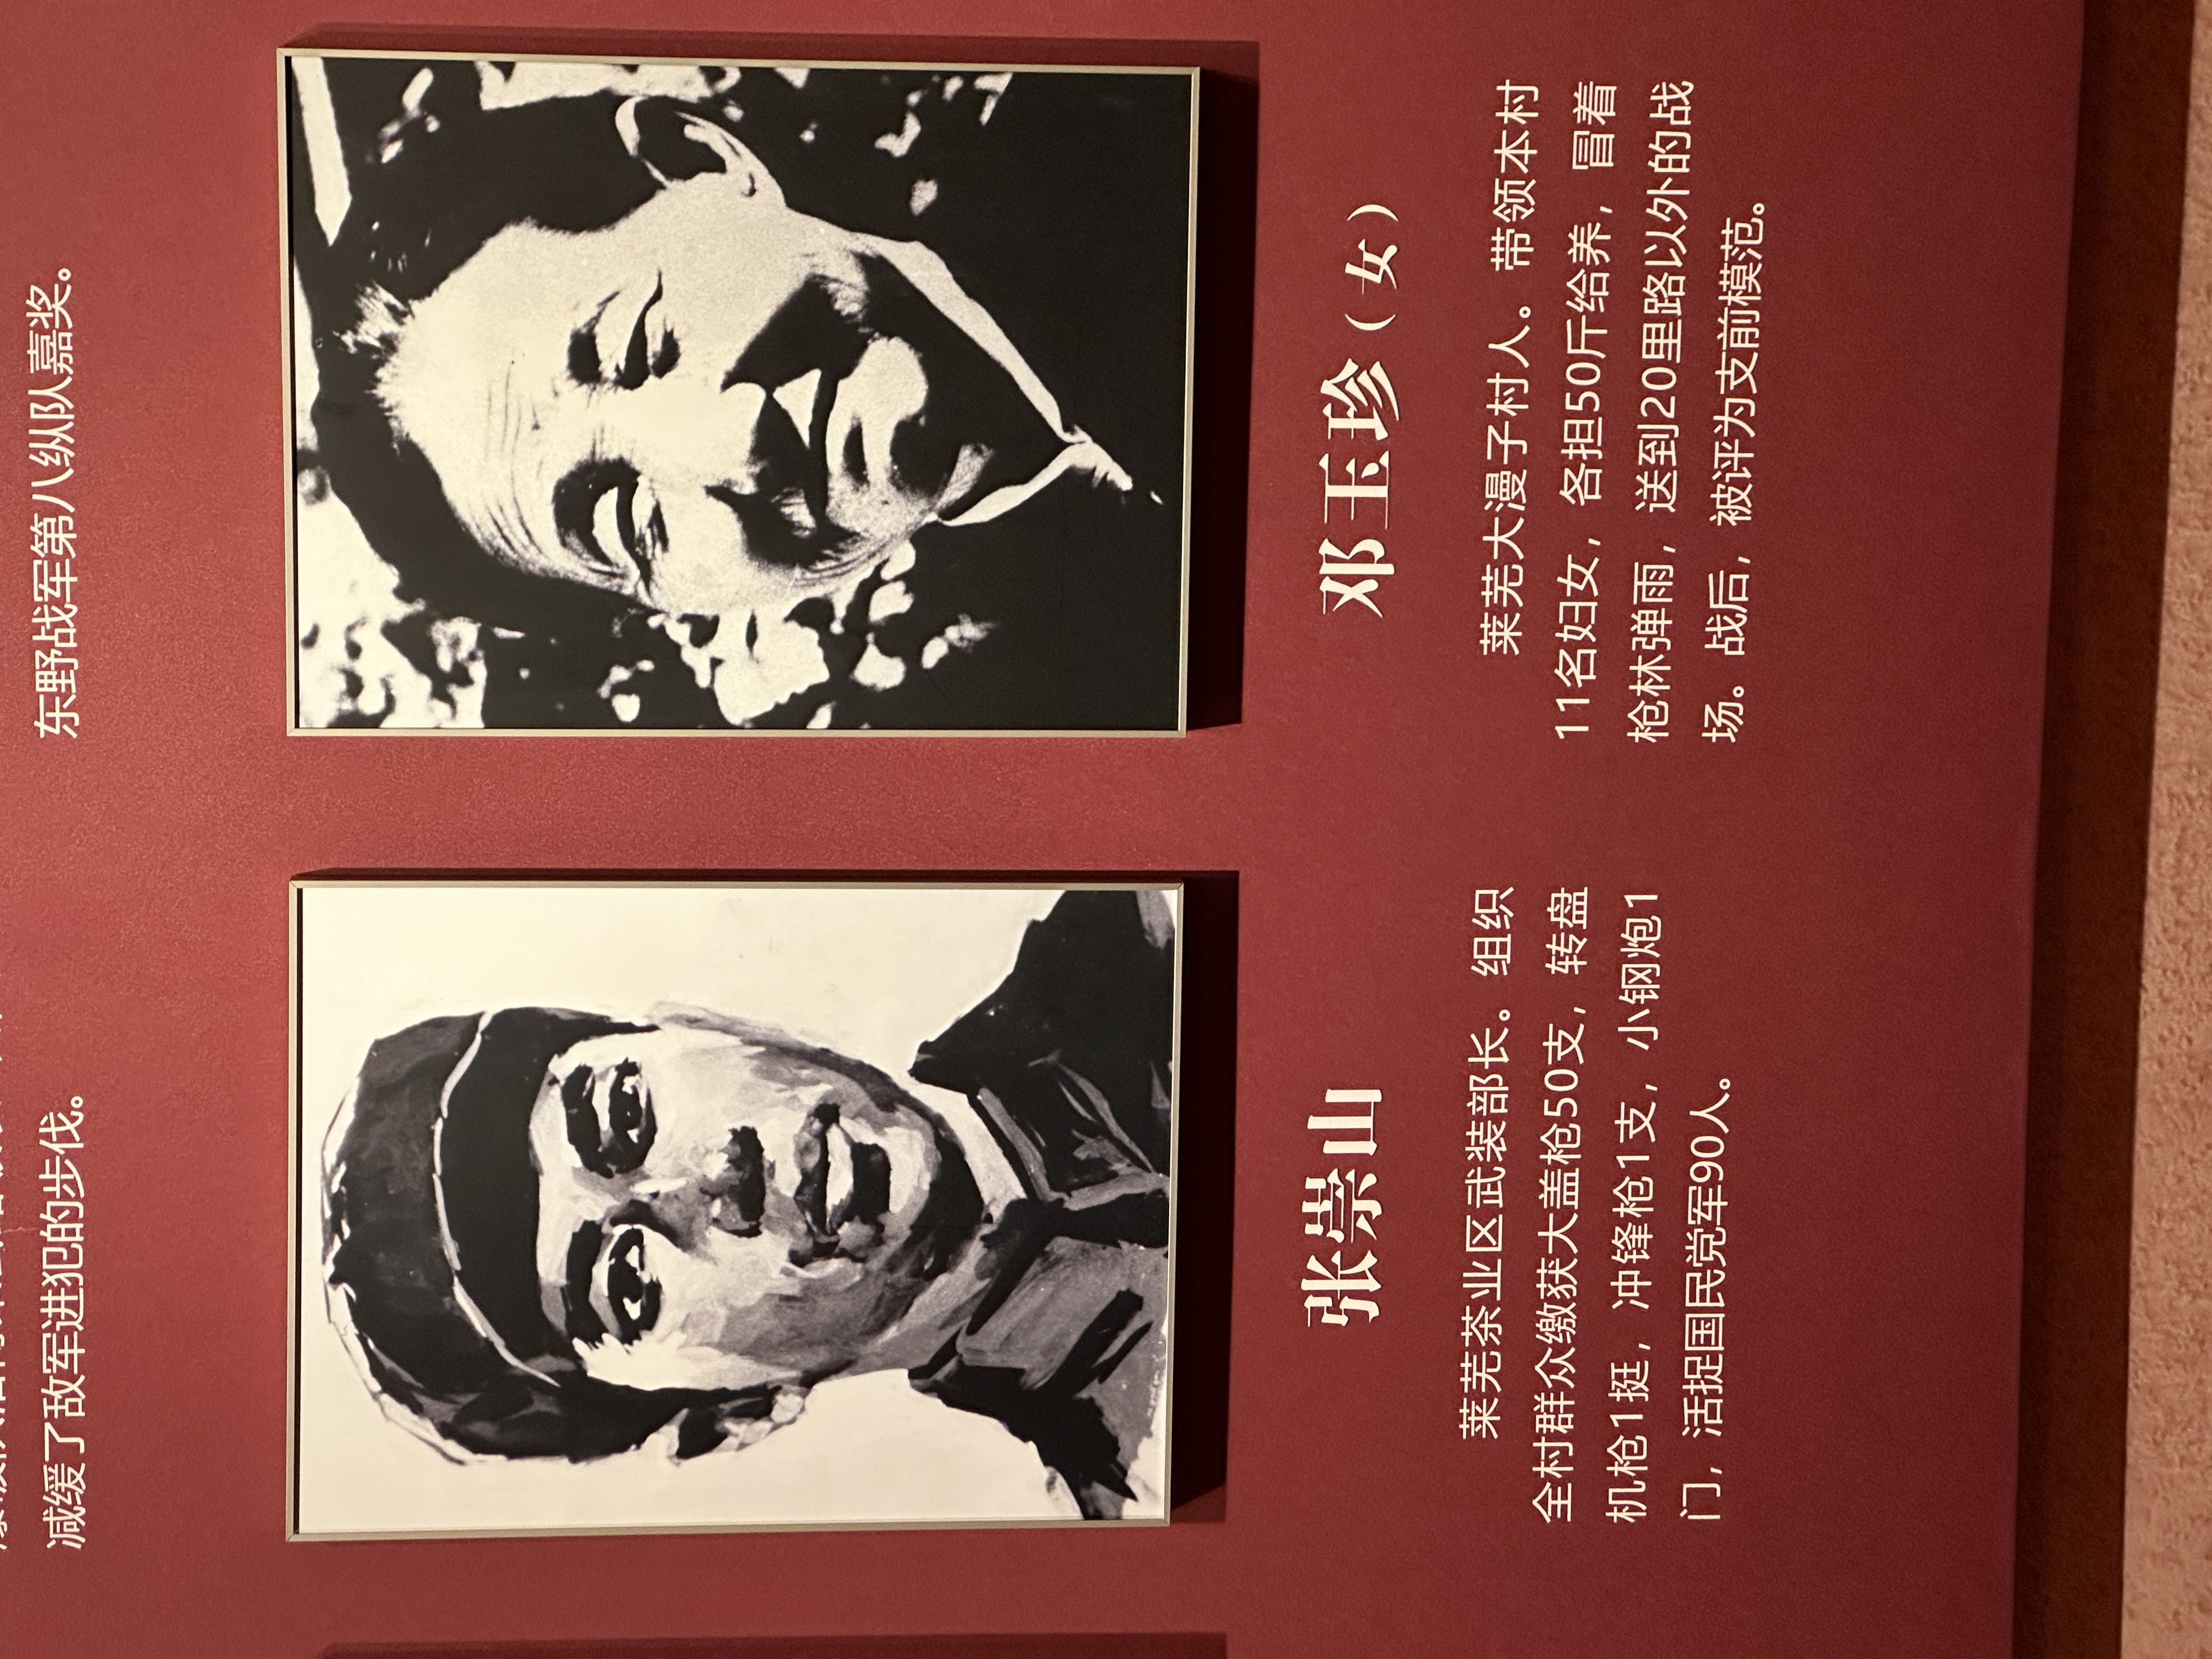 减缓了敌军进犯的步伐。
东野战军第八纵队嘉奖。
张崇山
莱芜茶业区武装部长。组织
全村群众缴获大盖枪50支，转盘
机枪1挺，冲锋枪1支，小钢炮1
门，活捉国民党军90人。
邓玉珍（女）
莱芜大漫子村人。带领本村
11名妇女，各担50斤给养，冒着
枪林弹雨，送到20里路以外的战
场。战后，被评为支前模范。